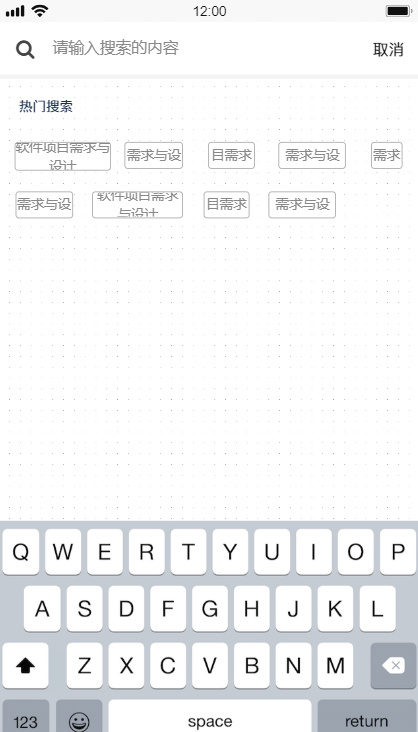 12:00
请输入搜索的内容 取消
热门搜索
软件项目需求与
设计
需求与设
目需求
需求与设
需求
需求与设
软件项目需求
与设计
目需求
需求与设
Q W E R T Y U I O P
A S D F G H J K L
Z X C V B N M
123 space return